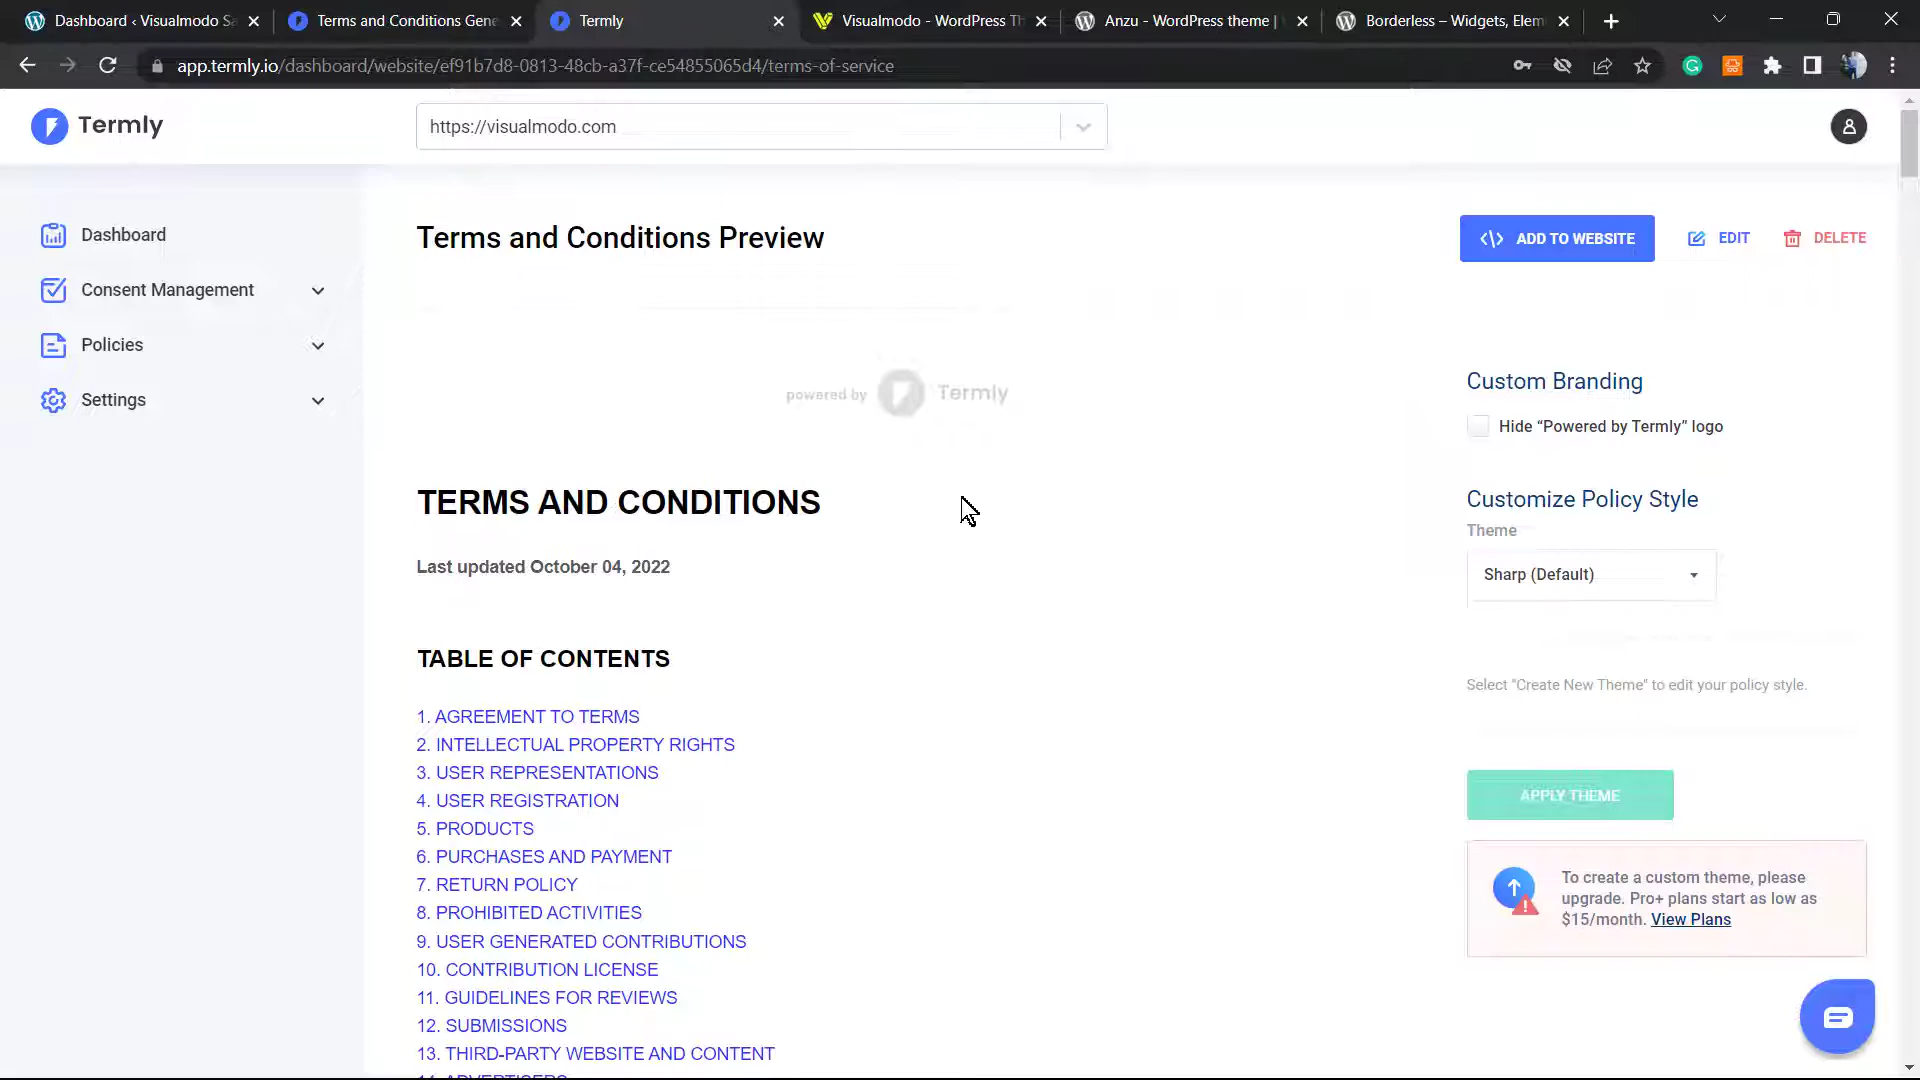 Dashboard ‹ Visualmodo Sa
Terms and Conditions Gene
Termly
Visualmodo - WordPress Th
Anzu - WordPress theme |
Borderless – Widgets, Elem
app.termly.io/dashboard/website/ef91b7d8-0813-48cb-a37f-ce54855065d4/terms-of-service
Termly
https://visualmodo.com
Dashboard
Consent Management
Policies
Settings
Terms and Conditions Preview
ADD TO WEBSITE
EDIT
DELETE
powered by Termly
TERMS AND CONDITIONS
Last updated October 04, 2022
TABLE OF CONTENTS
1. AGREEMENT TO TERMS
2. INTELLECTUAL PROPERTY RIGHTS
3. USER REPRESENTATIONS
4. USER REGISTRATION
5. PRODUCTS
6. PURCHASES AND PAYMENT
7. RETURN POLICY
8. PROHIBITED ACTIVITIES
9. USER GENERATED CONTRIBUTIONS
10. CONTRIBUTION LICENSE
11. GUIDELINES FOR REVIEWS
12. SUBMISSIONS
13. THIRD-PARTY WEBSITE AND CONTENT
Custom Branding
Hide “Powered by Termly” logo
Customize Policy Style
Theme
Sharp (Default)
Select "Create New Theme" to edit your policy style.
APPLY THEME
To create a custom theme, please
upgrade. Pro+ plans start as low as
$15/month. View Plans